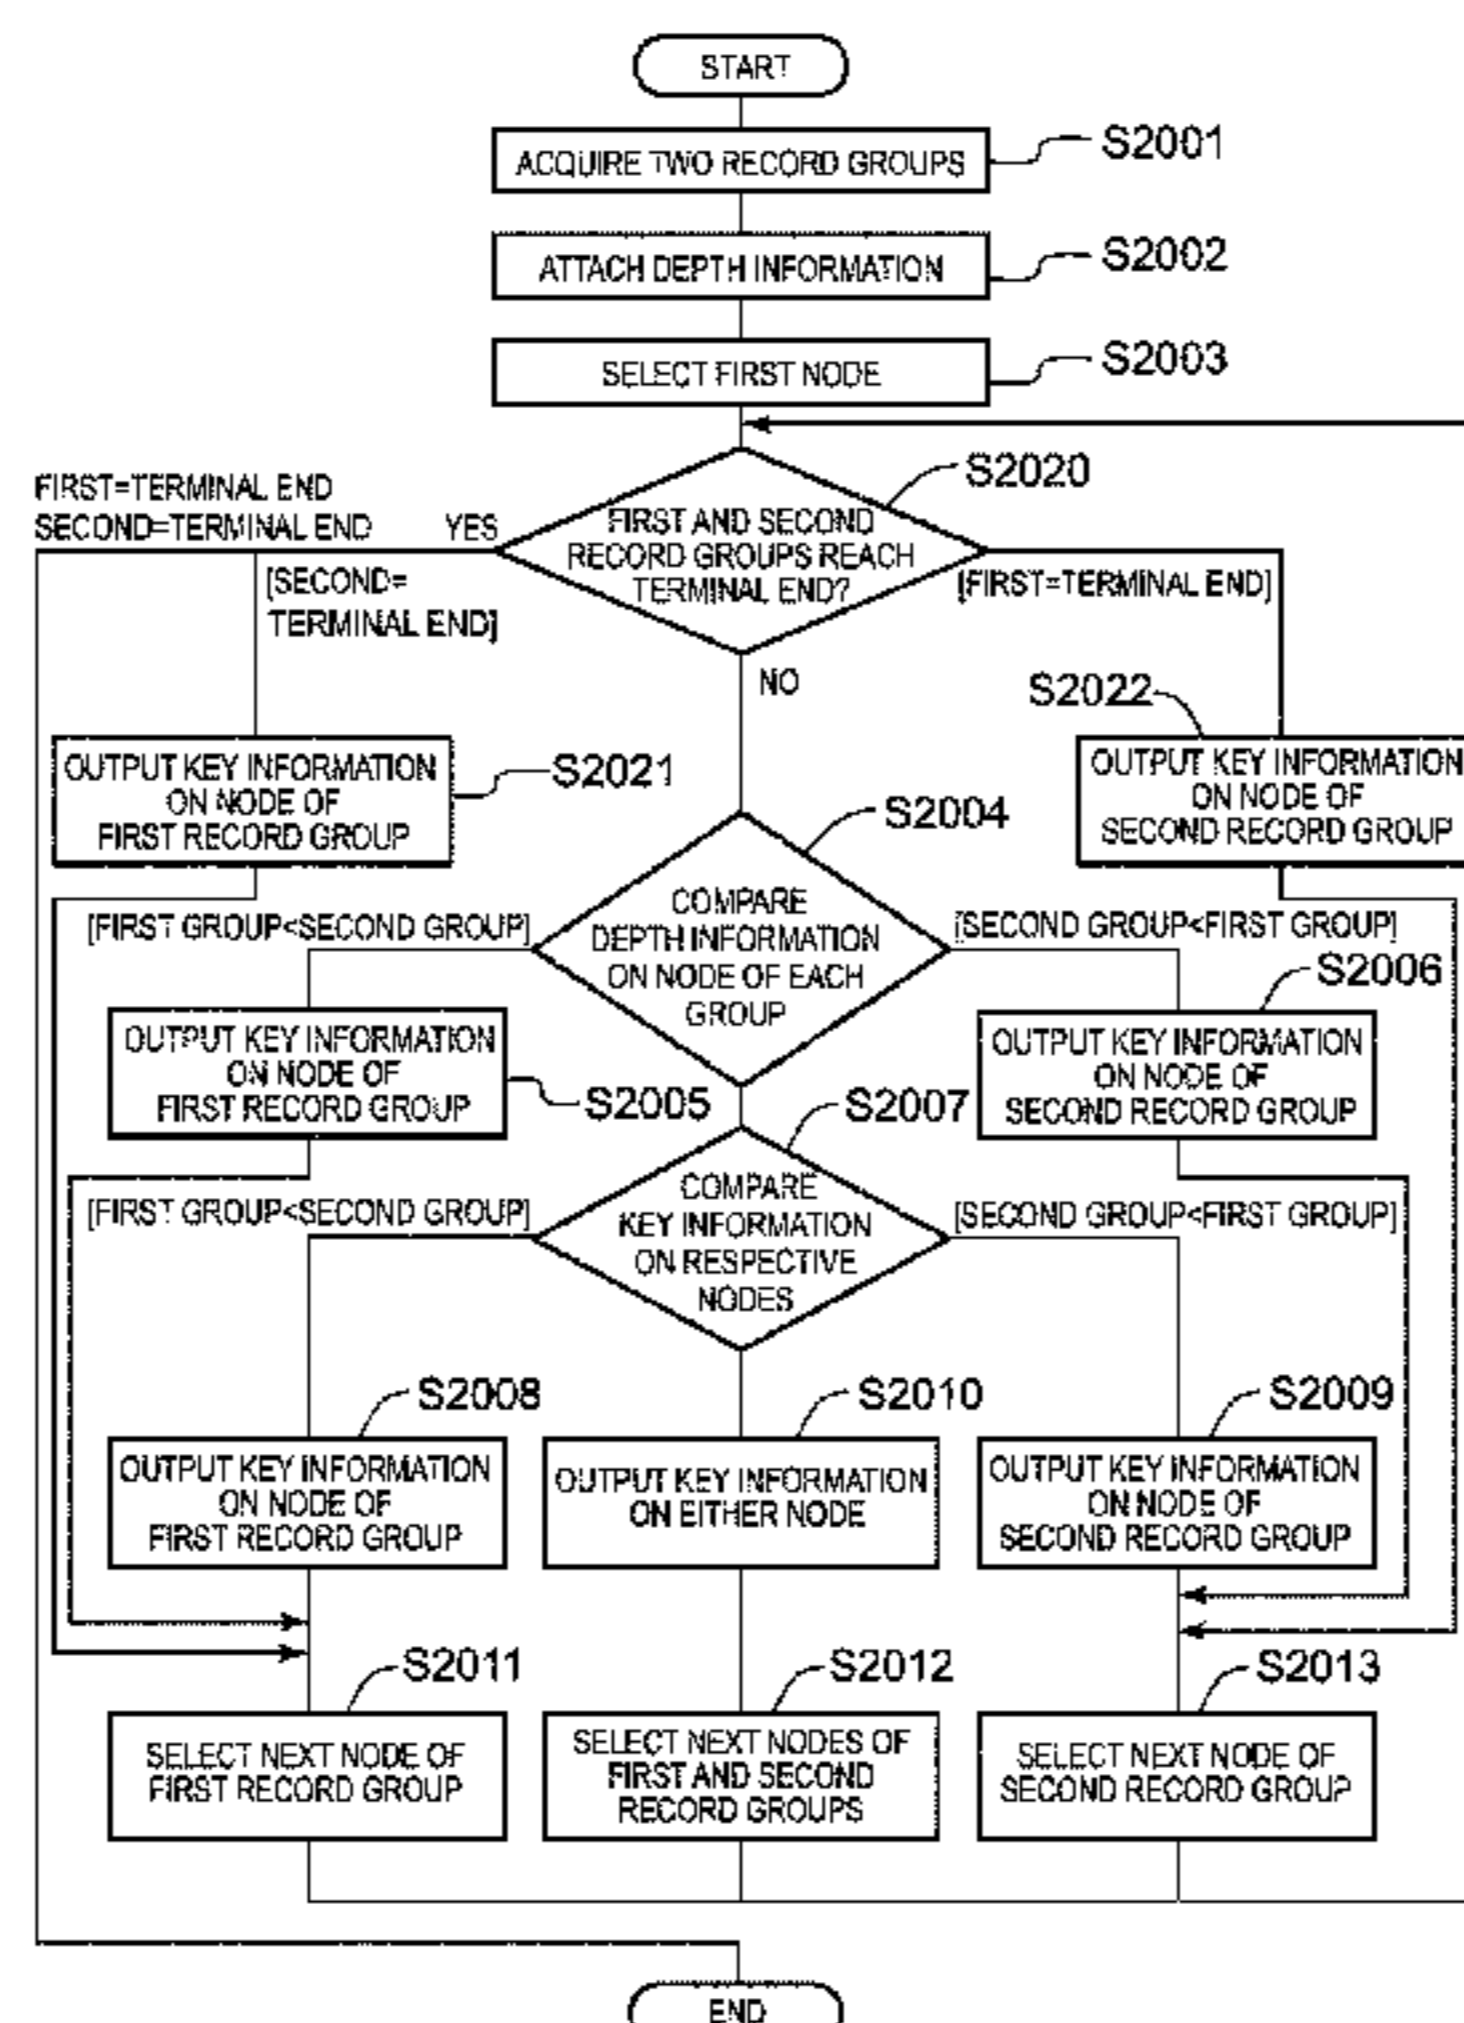 START
ACQUIRE TWO RECORD GROUPS
S2001
ATTACH DEPTH INFORMATION
S2002
SELECT FIRST NODE
S2003
FIRST=TERMINAL END
SECOND=TERMINAL END
YES
[SECOND=
TERMINAL END]
FIRST AND SECOND
RECORD GROUPS REACH
TERMINAL END?
S2020
[FIRST=TERMINAL END]
NO
OUTPUT KEY INFORMATION
ON NODE OF
FIRST RECORD GROUP
S2021
S2022
OUTPUT KEY INFORMATION
ON NODE OF
SECOND RECORD GROUP
S2004
COMPARE
DEPTH INFORMATION
ON NODE OF EACH
GROUP
[FIRST GROUP<SECOND GROUP]
[SECOND GROUP<FIRST GROUP]
OUTPUT KEY INFORMATION
ON NODE OF
FIRST RECORD GROUP
S2005
S2006
OUTPUT KEY INFORMATION
ON NODE OF
SECOND RECORD GROUP
S2007
COMPARE
KEY INFORMATION
ON RESPECTIVE
NODES
[FIRST GROUP<SECOND GROUP]
[SECOND GROUP<FIRST GROUP]
S2008
OUTPUT KEY INFORMATION
ON NODE OF
FIRST RECORD GROUP
S2010
OUTPUT KEY INFORMATION
ON EITHER NODE
S2009
OUTPUT KEY INFORMATION
ON NODE OF
SECOND RECORD GROUP
S2011
SELECT NEXT NODE OF
FIRST RECORD GROUP
S2012
SELECT NEXT NODES OF
FIRST AND SECOND
RECORD GROUPS
S2013
SELECT NEXT NODE OF
SECOND RECORD GROUP
END